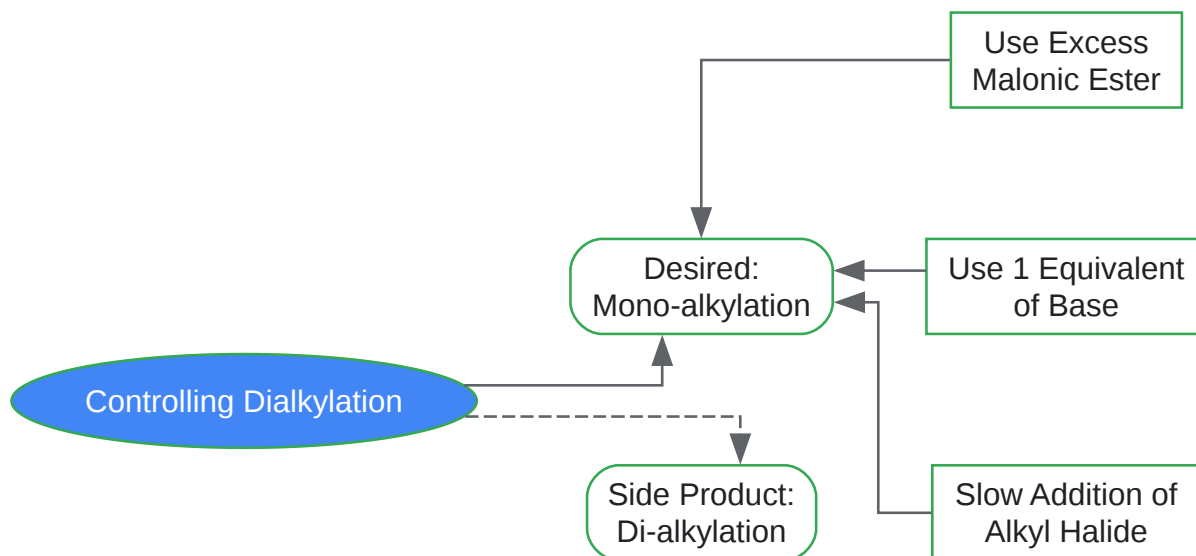 Use Excess
Malonic Ester
Desired:
Mono-alkylation
Use 1 Equivalent
of Base
Controlling Dialkylation
Side Product:
Di-alkylation
Slow Addition of
Alkyl Halide